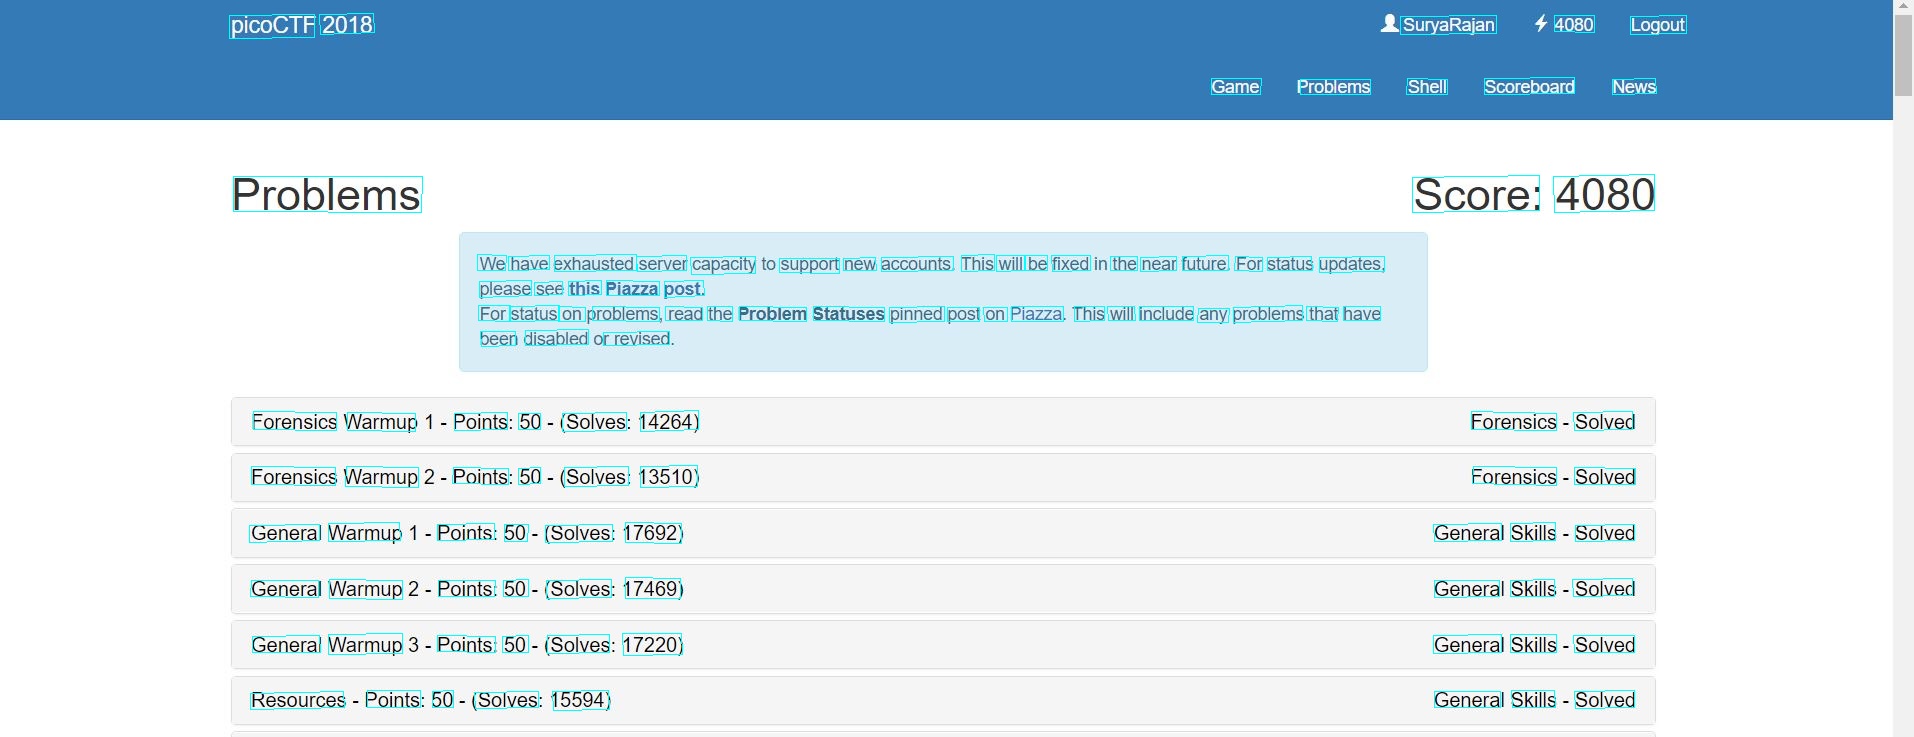 picoCTF 2018 SuryaRajan 4080 Logout
Game Problems Shell Scoreboard News
Problems Score: 4080
We have exhausted server capacity to support new accounts. This will be fixed in the near future. For status updates,
please see this Piazza post.
For status on problems, read the Problem Statuses pinned post on Piazza. This will include any problems that have
been disabled or revised.
Forensics Warmup 1 - Points: 50 - (Solves: 14264) Forensics - Solved
Forensics Warmup 2 - Points: 50 - (Solves: 13510) Forensics - Solved
General Warmup 1 - Points: 50 - (Solves: 17692) General Skills - Solved
General Warmup 2 - Points: 50 - (Solves: 17469) General Skills - Solved
General Warmup 3 - Points: 50 - (Solves: 17220) General Skills - Solved
Resources - Points: 50 - (Solves: 15594) General Skills - Solved